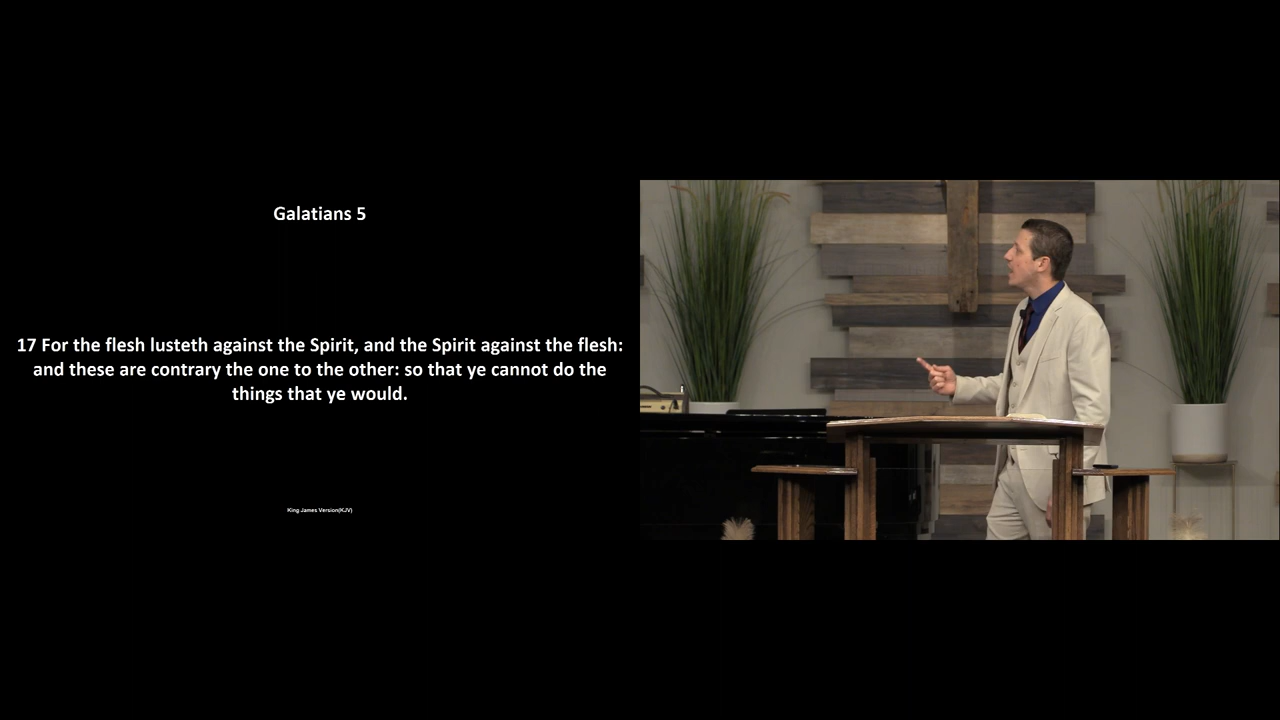 Galatians 5
17 For the flesh lusteth against the Spirit, and the Spirit against the flesh:
and these are contrary the one to the other: so that ye cannot do the
things that ye would.
King James Version(KJV)